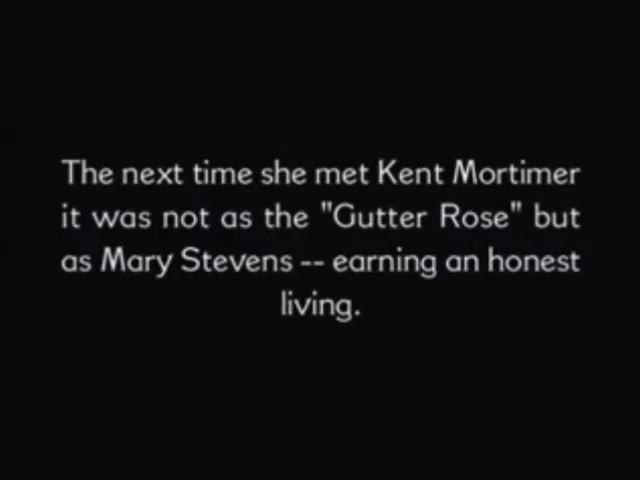 The next time she met Kent Mortimer
it was not as the "Gutter Rose" but
as Mary Stevens -- earning an honest
living.